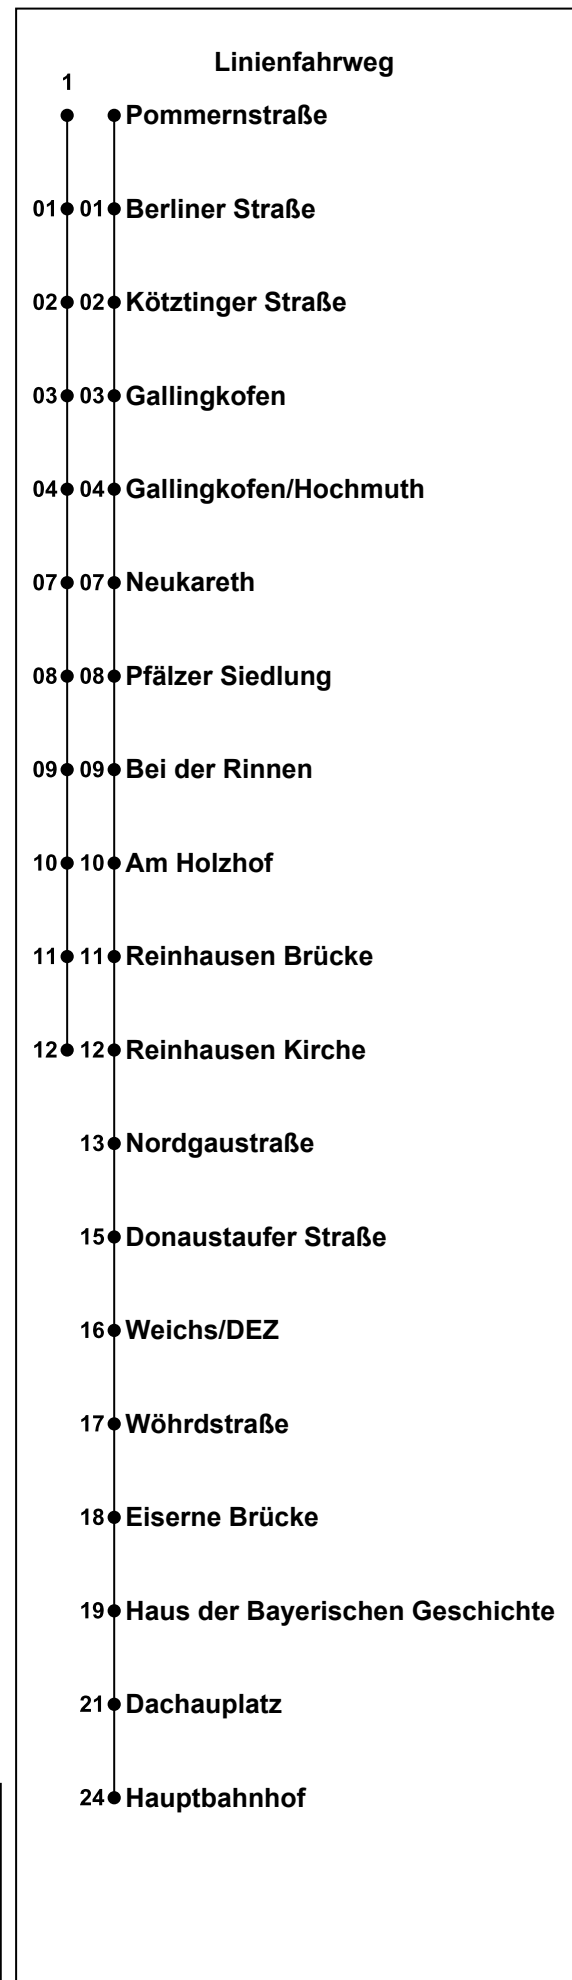 Linienfahrweg
1
Pommernstraße
01 01 Berliner Straße
02 02 Kötztinger Straße
03 03 Gallingkofen
04 04 Gallingkofen/Hochmuth
07 07 Neukareth
08 08 Pfälzer Siedlung
09 09 Bei der Rinnen
10 10 Am Holzhof
11 11 Reinhausen Brücke
12 12 Reinhausen Kirche
13 Nordgaustraße
15 Donaustaufer Straße
16 Weichs/DEZ
17 Wöhrdstraße
18 Eiserne Brücke
19 Haus der Bayerischen Geschichte
21 Dachauplatz
24 Hauptbahnhof